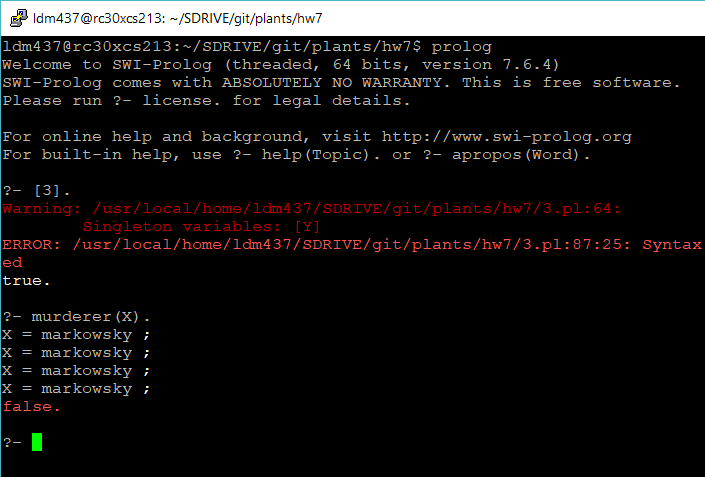 ldm437@rc30xcs213: ~/SDRIVE/git/plants/hw7
ldm437@rc30xcs213:~/SDRIVE/git/plants/hw7$ prolog
Welcome to SWI-Prolog (threaded, 64 bits, version 7.6.4)
SWI-Prolog comes with ABSOLUTELY NO WARRANTY. This is free software.
Please run ?- license. for legal details.
For online help and background, visit http://www.swi-prolog.org
For built-in help, use ?- help(Topic). or ?- apropos(Word).
?- [3].
Warning: /usr/local/home/ldm437/SDRIVE/git/plants/hw7/3.pl:64:
Singleton variables: [Y]
ERROR: /usr/local/home/ldm437/SDRIVE/git/plants/hw7/3.pl:87:25: Syntax
ed
true.
?- murderer(X).
X = markowsky ;
X = markowsky ;
X = markowsky ;
X = markowsky ;
false.
?-